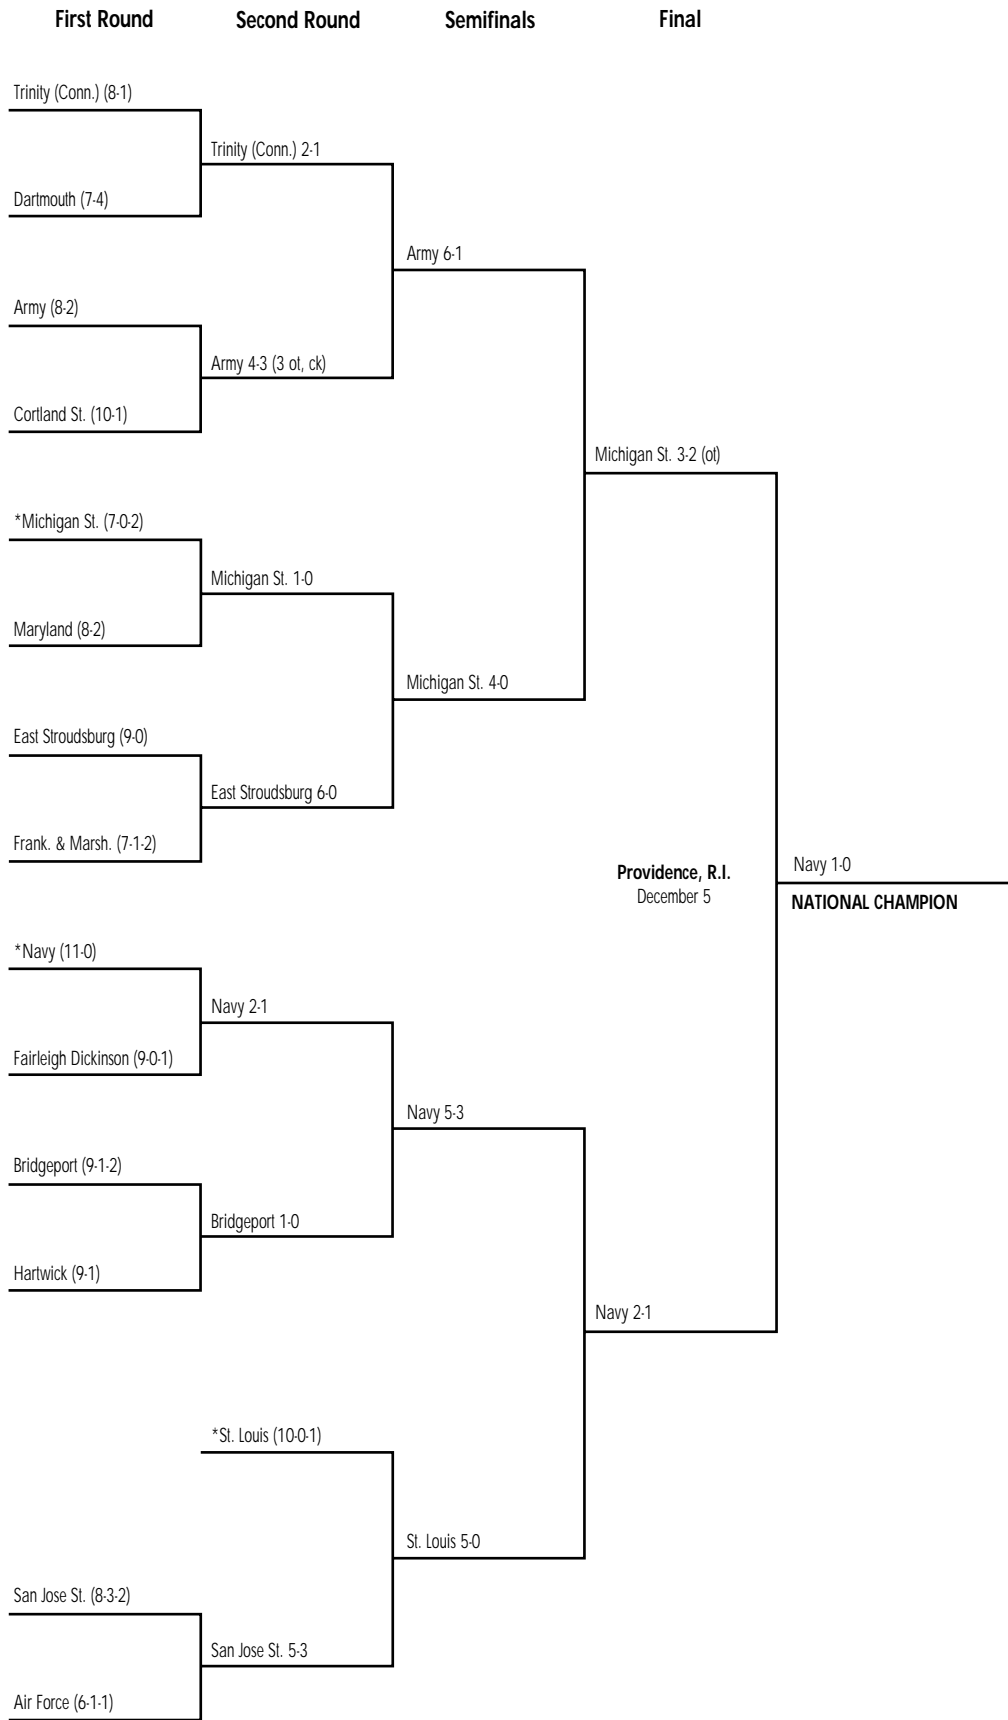 First Round
Second Round
Semifinals
Final
Trinity (Conn.) (8-1)
Trinity (Conn.) 2-1
Dartmouth (7-4)
Army 6-1
Army (8-2)
Army 4-3 (3 ot, ck)
Cortland St. (10-1)
Michigan St. 3-2 (ot)
*Michigan St. (7-0-2)
Michigan St. 1-0
Maryland (8-2)
Michigan St. 4-0
East Stroudsburg (9-0)
East Stroudsburg 6-0
Frank. & Marsh. (7-1-2)
Providence, R.I.
December 5
Navy 1-0
NATIONAL CHAMPION
*Navy (11-0)
Navy 2-1
Fairleigh Dickinson (9-0-1)
Navy 5-3
Bridgeport (9-1-2)
Bridgeport 1-0
Hartwick (9-1)
Navy 2-1
*St. Louis (10-0-1)
St. Louis 5-0
San Jose St. (8-3-2)
San Jose St. 5-3
Air Force (6-1-1)